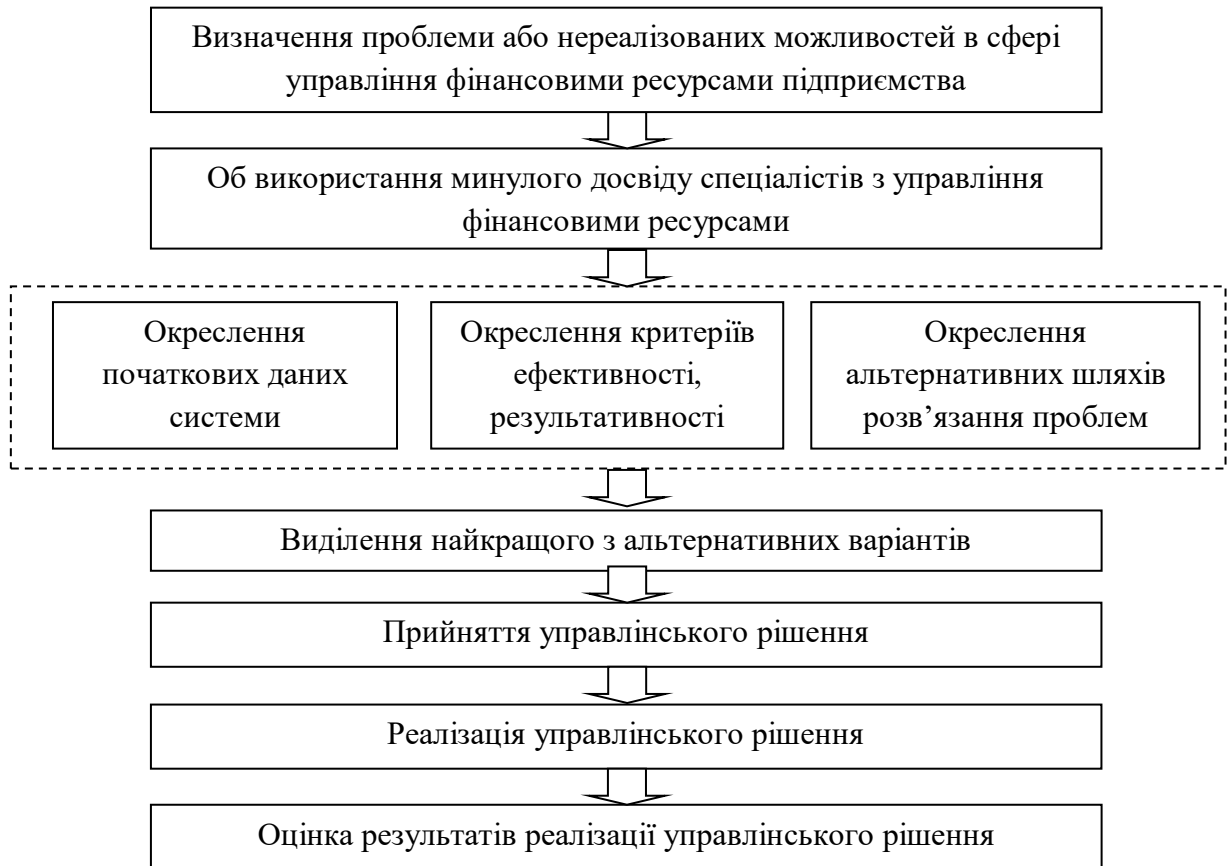 Визначення проблеми або нереалізованих можливостей в сфері
управління фінансовими ресурсами підприємства
Об використання минулого досвіду спеціалістів з управління
фінансовими ресурсами
Окреслення
початкових даних
системи
Окреслення критеріїв
ефективності,
результативності
Окреслення
альтернативних шляхів
розв’язання проблем
Виділення найкращого з альтернативних варіантів
Прийняття управлінського рішення
Реалізація управлінського рішення
Оцінка результатів реалізації управлінського рішення